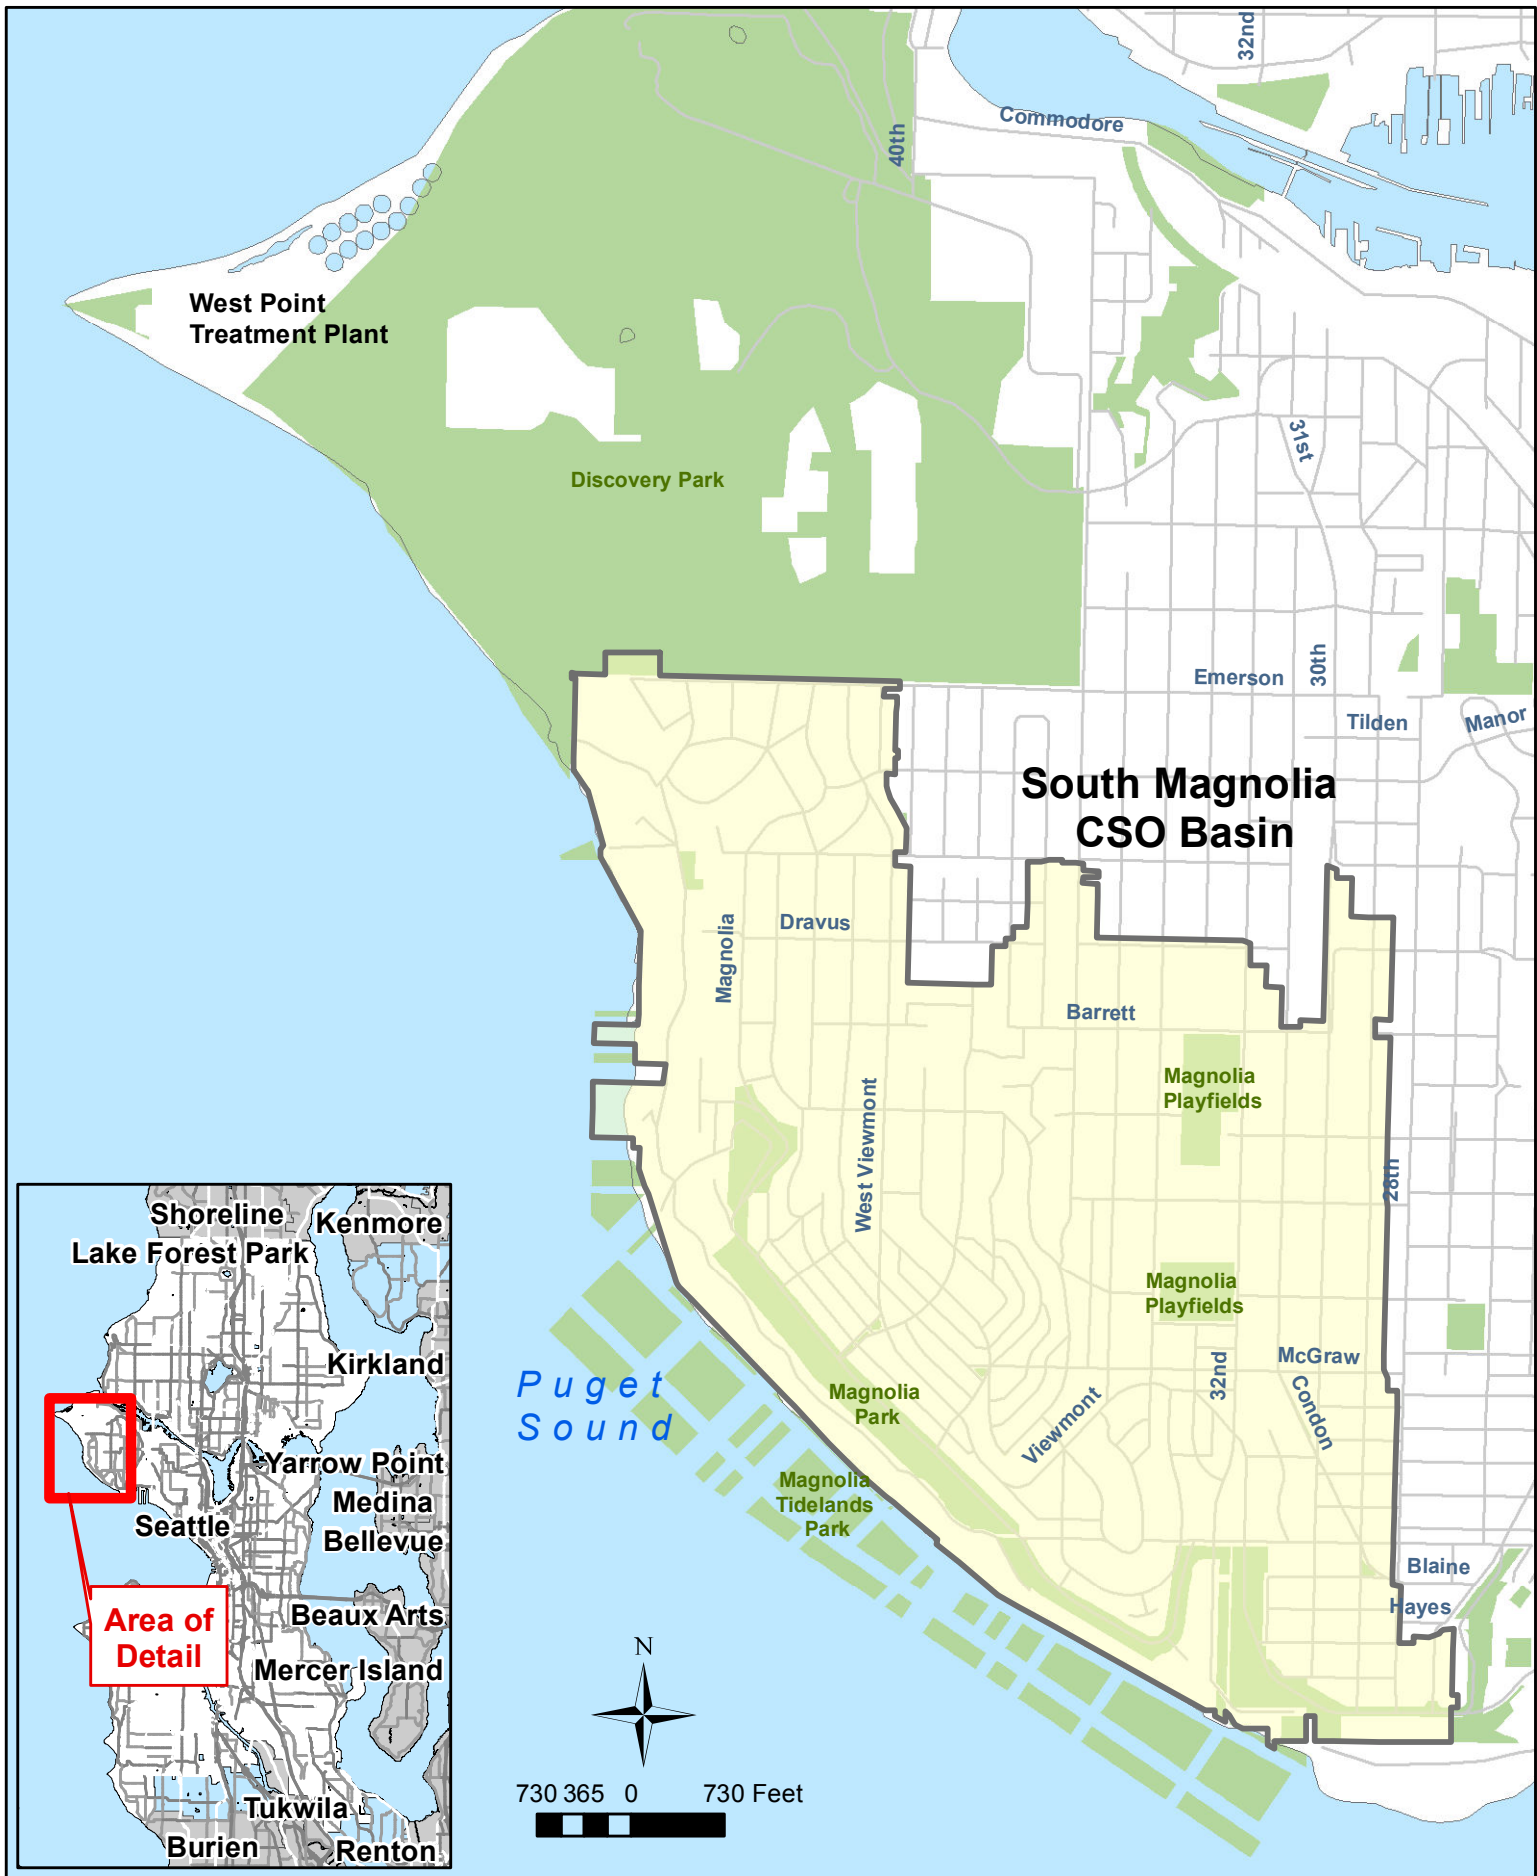 32nd
Commodore
40th
West Point
Treatment Plant
31st
Discovery Park
Emerson
30th
Tilden
Manor
South Magnolia
CSO Basin
Magnolia
Dravus
Barrett
Magnolia
Playfields
West Viewmont
28th
Magnolia
Playfields
McGraw
32nd
Condon
Viewmont
Puget
Sound
Magnolia
Park
Magnolia
Tidelands
Park
Blaine
Hayes
Shoreline
Kenmore
Lake Forest Park
Kirkland
Yarrow Point
Medina
Seattle
Bellevue
Area of
Detail
Beaux Arts
Mercer Island
Tukwila
Burien
Renton
N
730 365 0 730 Feet